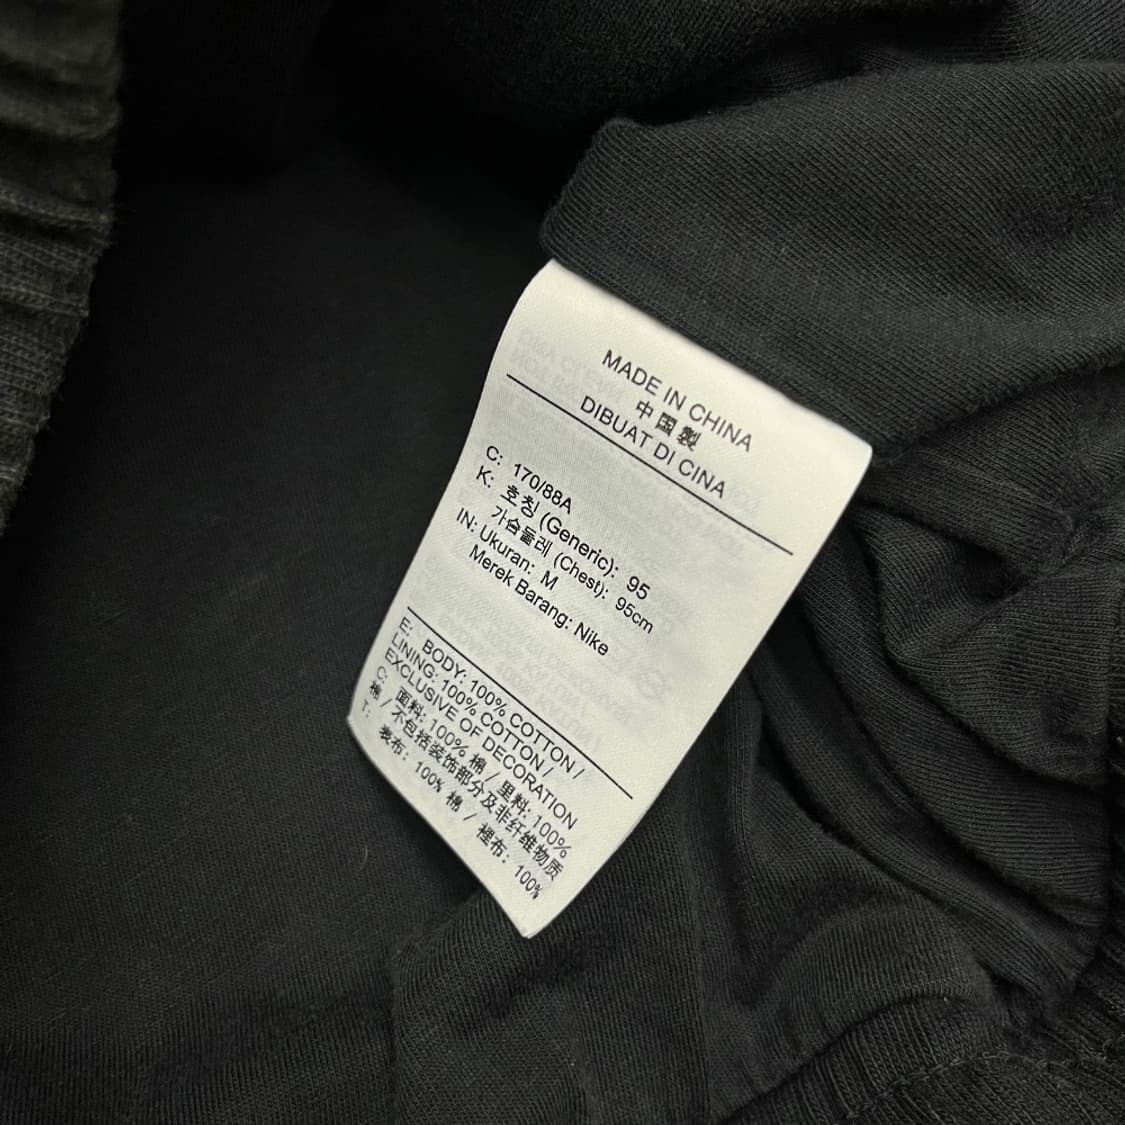 MADE IN CHINA
中国製
DIBUAT DI CINA
C: 170/88A
K: 호칭 (Generic): 95
가슴둘레 (Chest): 95cm
IN: Ukuran: M
Merek Barang: Nike
E: BODY: 100% COTTON /
LINING: 100% COTTON /
EXCLUSIVE OF DECORATION
C: 面料: 100% 棉 / 里料: 100%
棉 / 不包括装饰部分及非纤维物质
T: 表布: 100% 棉 / 裡布: 100%